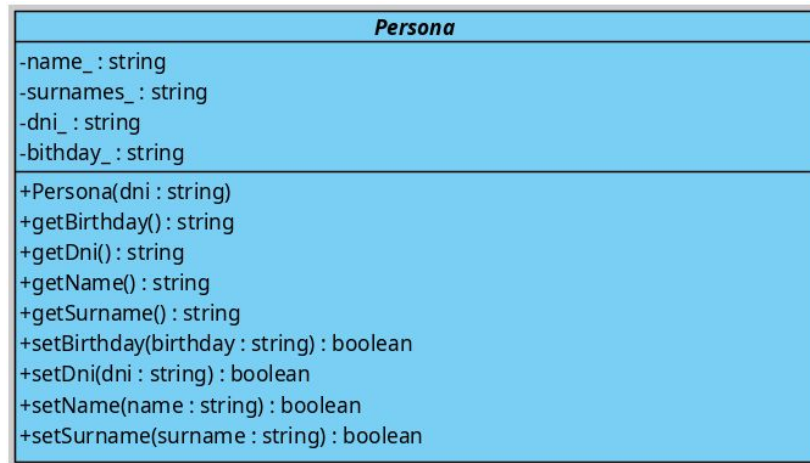 Persona
-name_ : string
-surnames_ : string
-dni_ : string
-bithday_ : string
+Persona(dni : string)
+getBirthday() : string
+getDni() : string
+getName() : string
+getSurname() : string
+setBirthday(birthday : string) : boolean
+setDni(dni : string) : boolean
+setName(name : string) : boolean
+setSurname(surname : string) : boolean